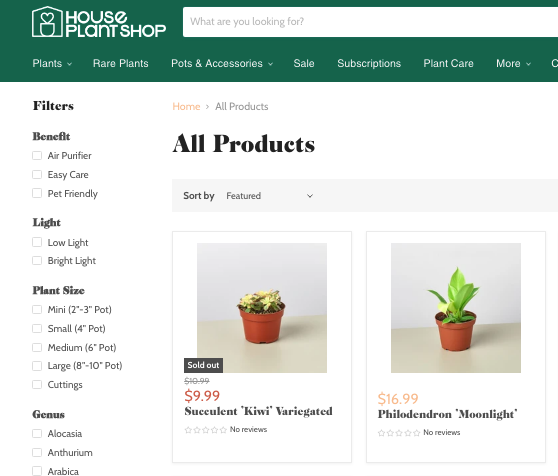 HOUSE
PLANT SHOP
What are you looking for?
Plants
Rare Plants
Pots & Accessories
Sale
Subscriptions
Plant Care
More
Filters
Benefit
Air Purifier
Easy Care
Pet Friendly
Light
Low Light
Bright Light
Plant Size
Mini (2"-3" Pot)
Small (4" Pot)
Medium (6" Pot)
Large (8"-10" Pot)
Cuttings
Genus
Alocasia
Anthurium
Arabica
Home › All Products
All Products
Sort by Featured
Sold out
$10.99
$9.99
Succulent 'Kiwi' Variegated
No reviews
$16.99
Philodendron 'Moonlight'
No reviews